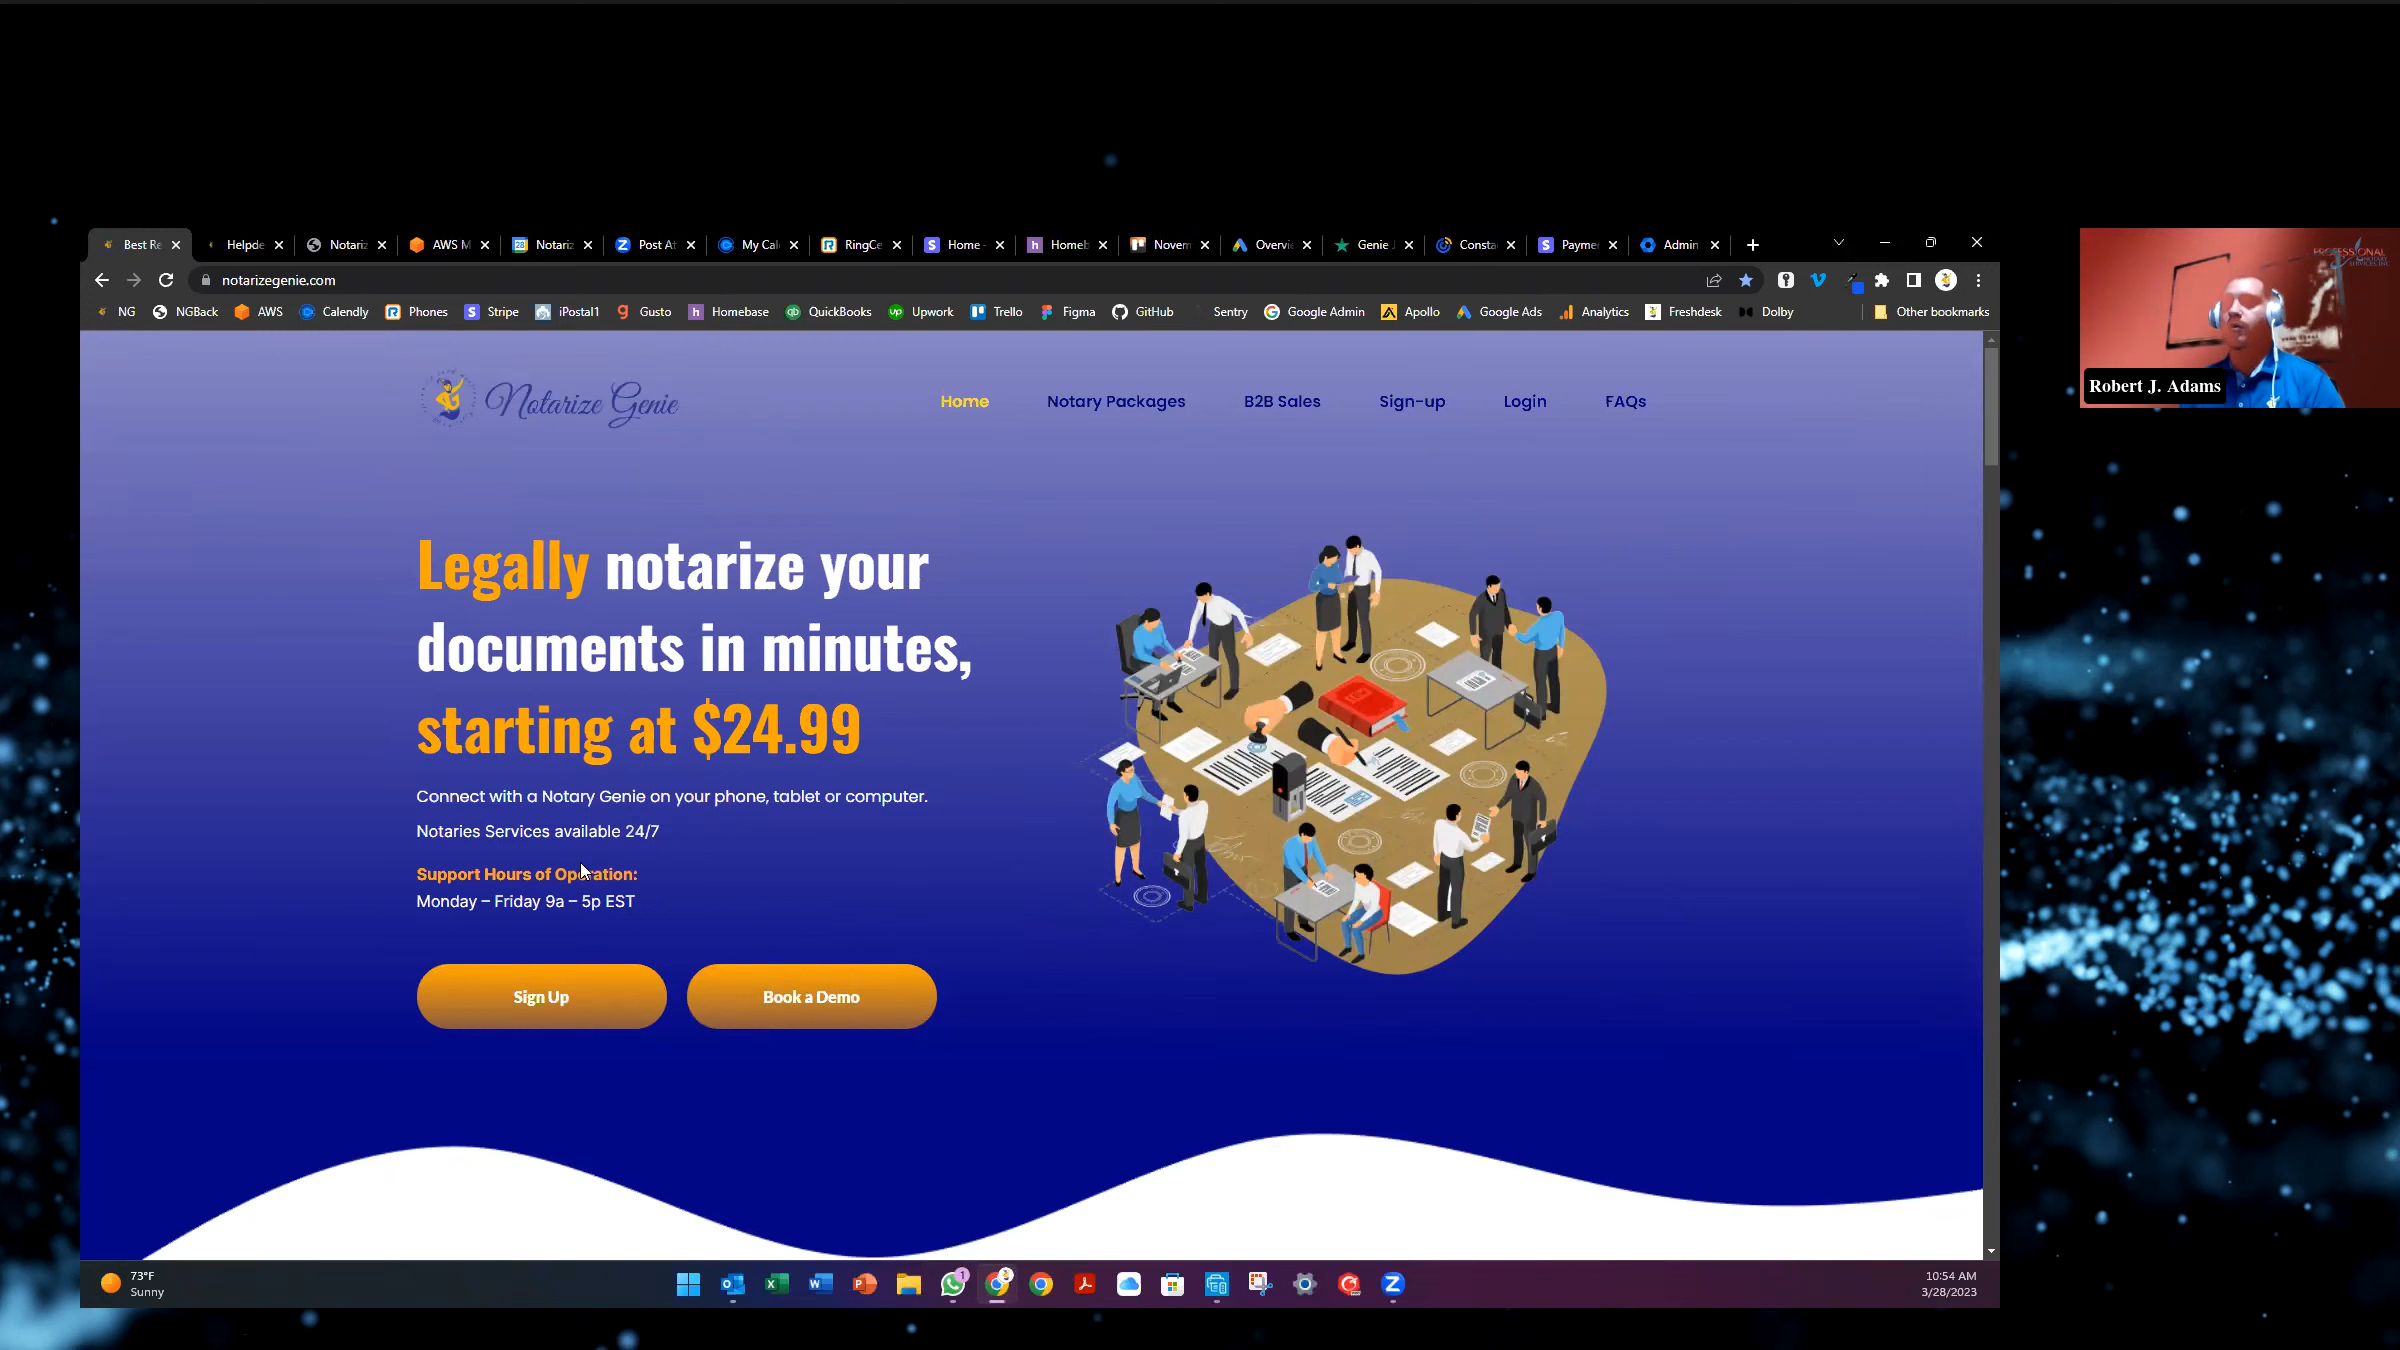 Best Re
Helpde
Notariz
AWS M
Notariz
Post At
My Cal
RingCe
Home -
Homeb
Novem
Overvi
Genie
Consta
Payme
Admin
notarizegenie.com
NG
NGBack
AWS
Calendly
Phones
Stripe
iPostal1
Gusto
Homebase
QuickBooks
Upwork
Trello
Figma
GitHub
Sentry
Google Admin
Apollo
Google Ads
Analytics
Freshdesk
Dolby
Other bookmarks
PROFESSIONAL
NOTARY
SERVICES, INC
Robert J. Adams
Notarize Genie
Home
Notary Packages
B2B Sales
Sign-up
Login
FAQs
Legally notarize your
documents in minutes,
starting at $24.99
Connect with a Notary Genie on your phone, tablet or computer.
Notaries Services available 24/7
Support Hours of Operation:
Monday – Friday 9a – 5p EST
Sign Up
Book a Demo
73°F
Sunny
10:54 AM
3/28/2023